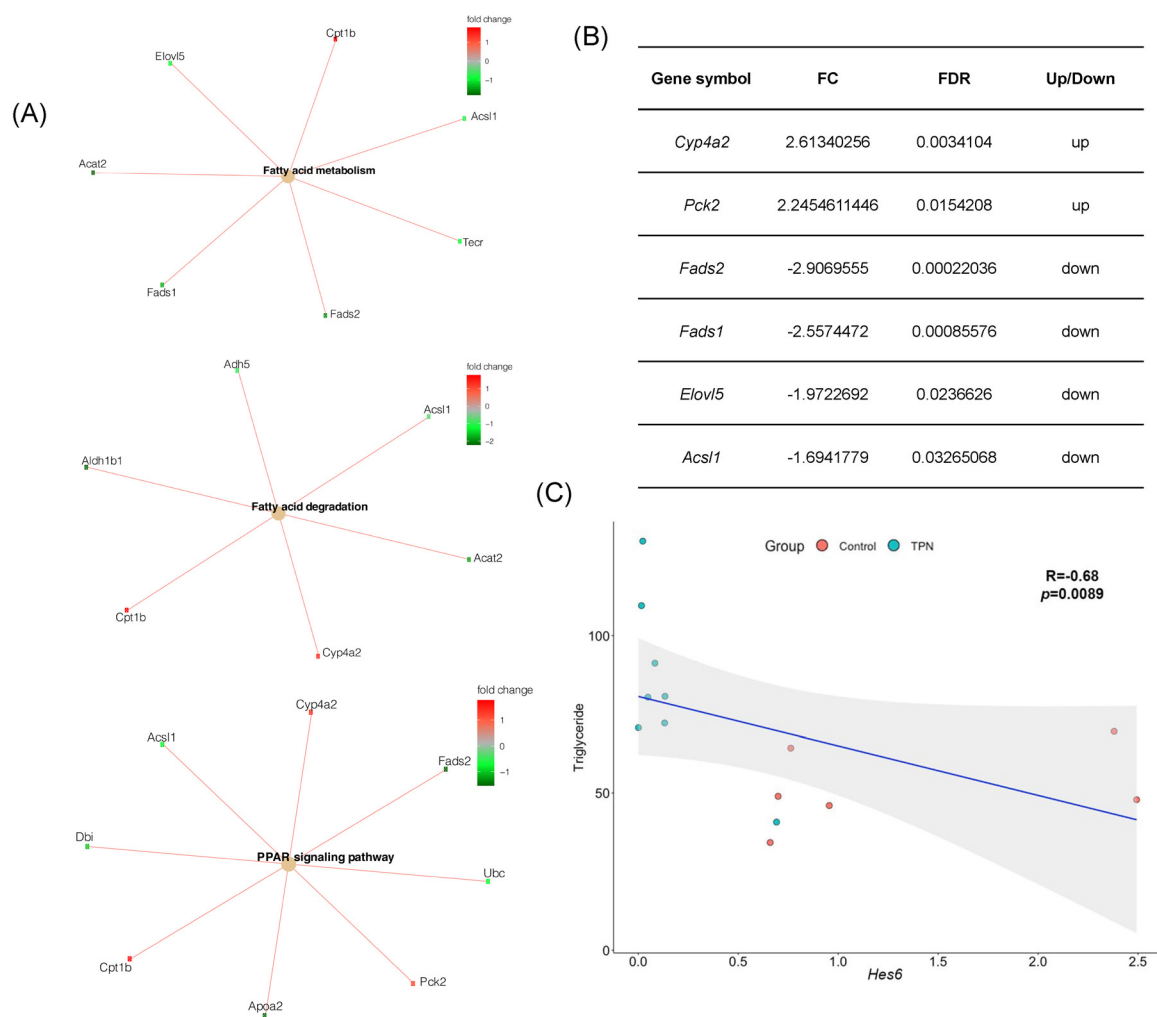 (A)
fold change
1
0
−1
Cpt1b
Elovl5
Acsl1
Acat2
Fatty acid metabolism
Tecr
Fads1
Fads2
fold change
1
0
−1
−2
Adh5
Acsl1
Aldh1b1
Fatty acid degradation
Acat2
Cpt1b
Cyp4a2
fold change
1
0
−1
Cyp4a2
Acsl1
Fads2
Dbi
PPAR signaling pathway
Ubc
Cpt1b
Pck2
Apoa2
(B)
Gene symbol FC FDR Up/Down
Cyp4a2 2.61340256 0.0034104 up
Pck2 2.2454611446 0.0154208 up
Fads2 -2.9069555 0.00022036 down
Fads1 -2.5574472 0.00085576 down
Elovl5 -1.9722692 0.0236626 down
Acsl1 -1.6941779 0.03265068 down
(C)
Group Control TPN
R=-0.68
p=0.0089
100
50
0
Triglyceride
0.0 0.5 1.0 1.5 2.0 2.5
Hes6